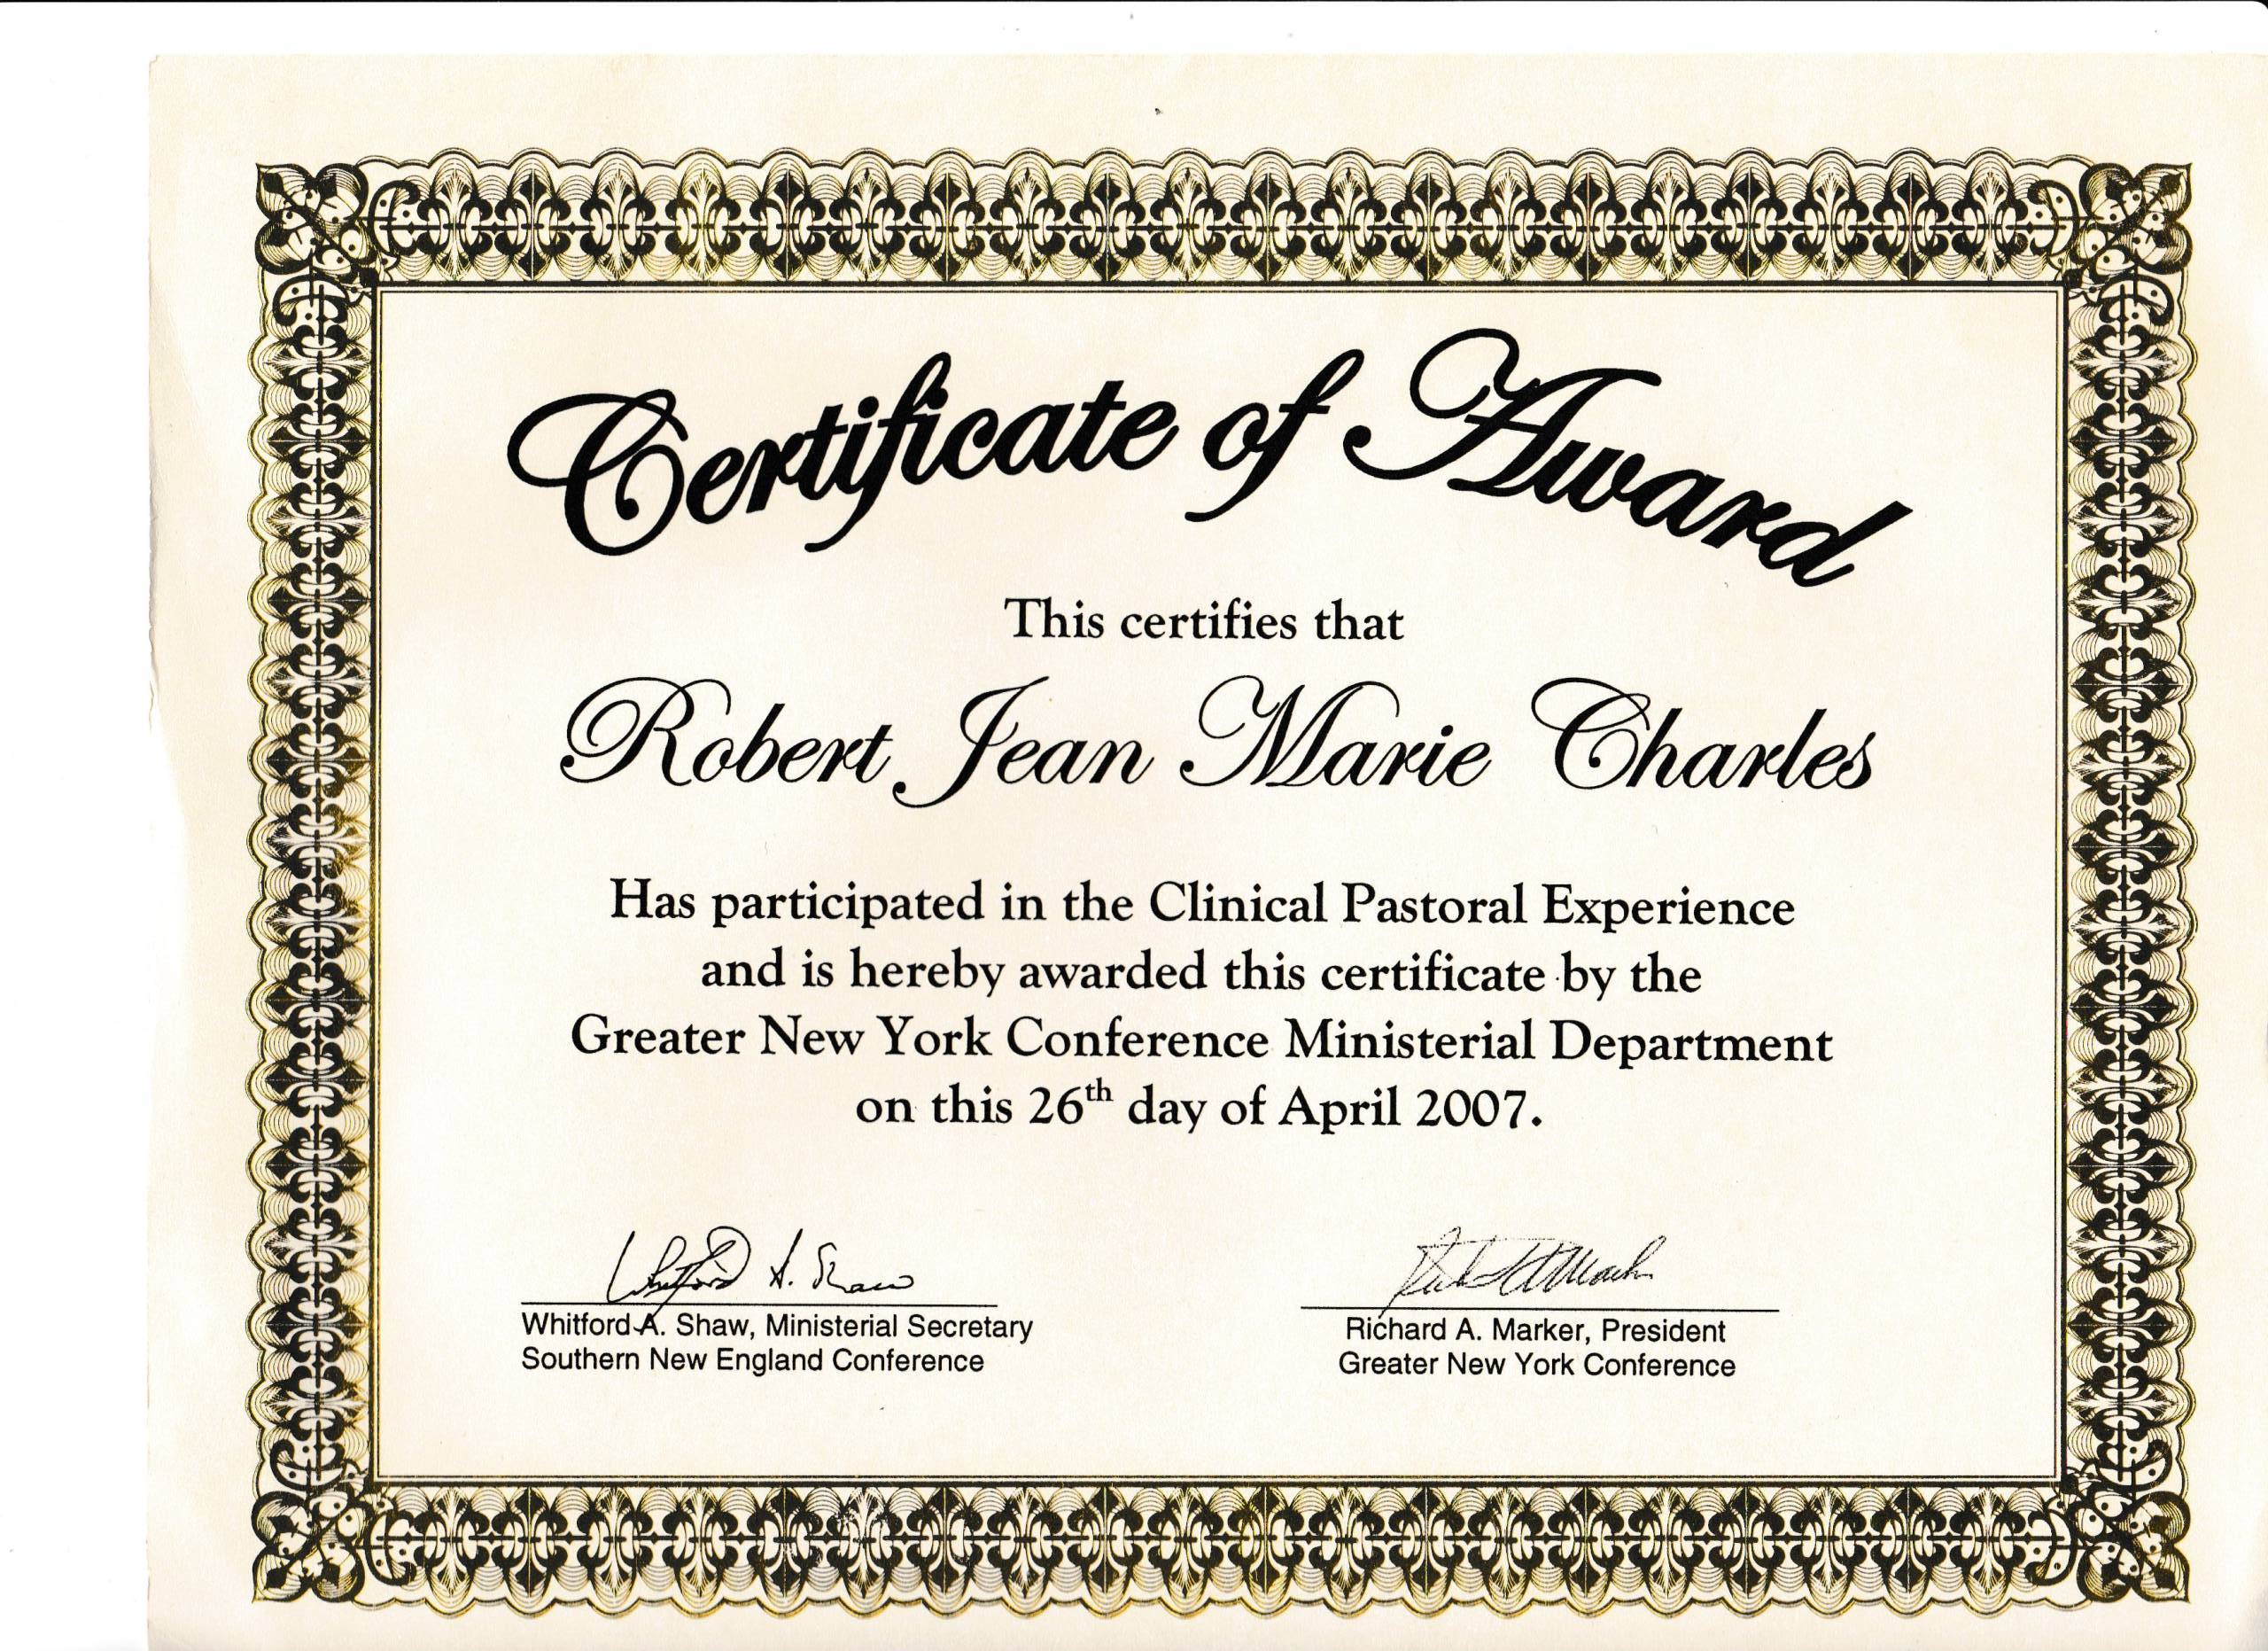 Certificate of Award
This certifies that
Robert Jean Marie Charles
Has participated in the Clinical Pastoral Experience
and is hereby awarded this certificate by the
Greater New York Conference Ministerial Department
on this 26th day of April 2007.
Whitford A. Shaw
Whitford A. Shaw, Ministerial Secretary
Southern New England Conference
Richard A. Marker, President
Greater New York Conference